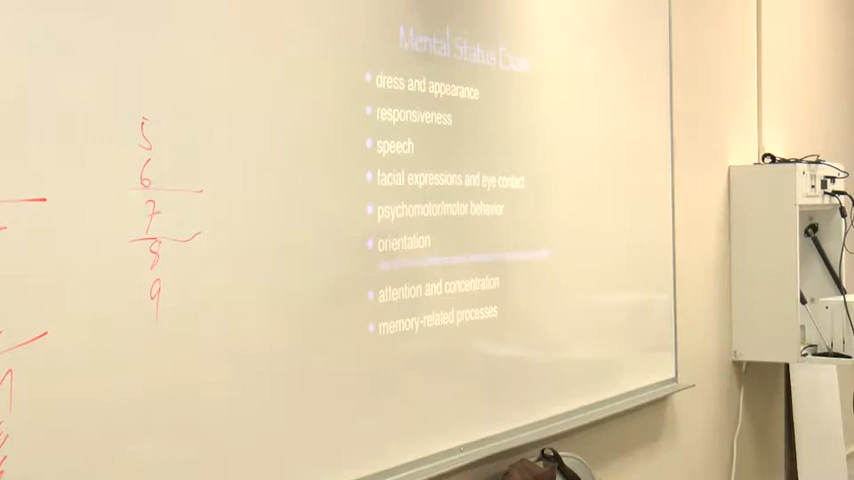 Mental Status Exam
dress and appearance
responsiveness
speech
facial expressions and eye contact
psychomotor/motor behavior
orientation
attention and concentration
memory-related processes
5
6
7
8
9